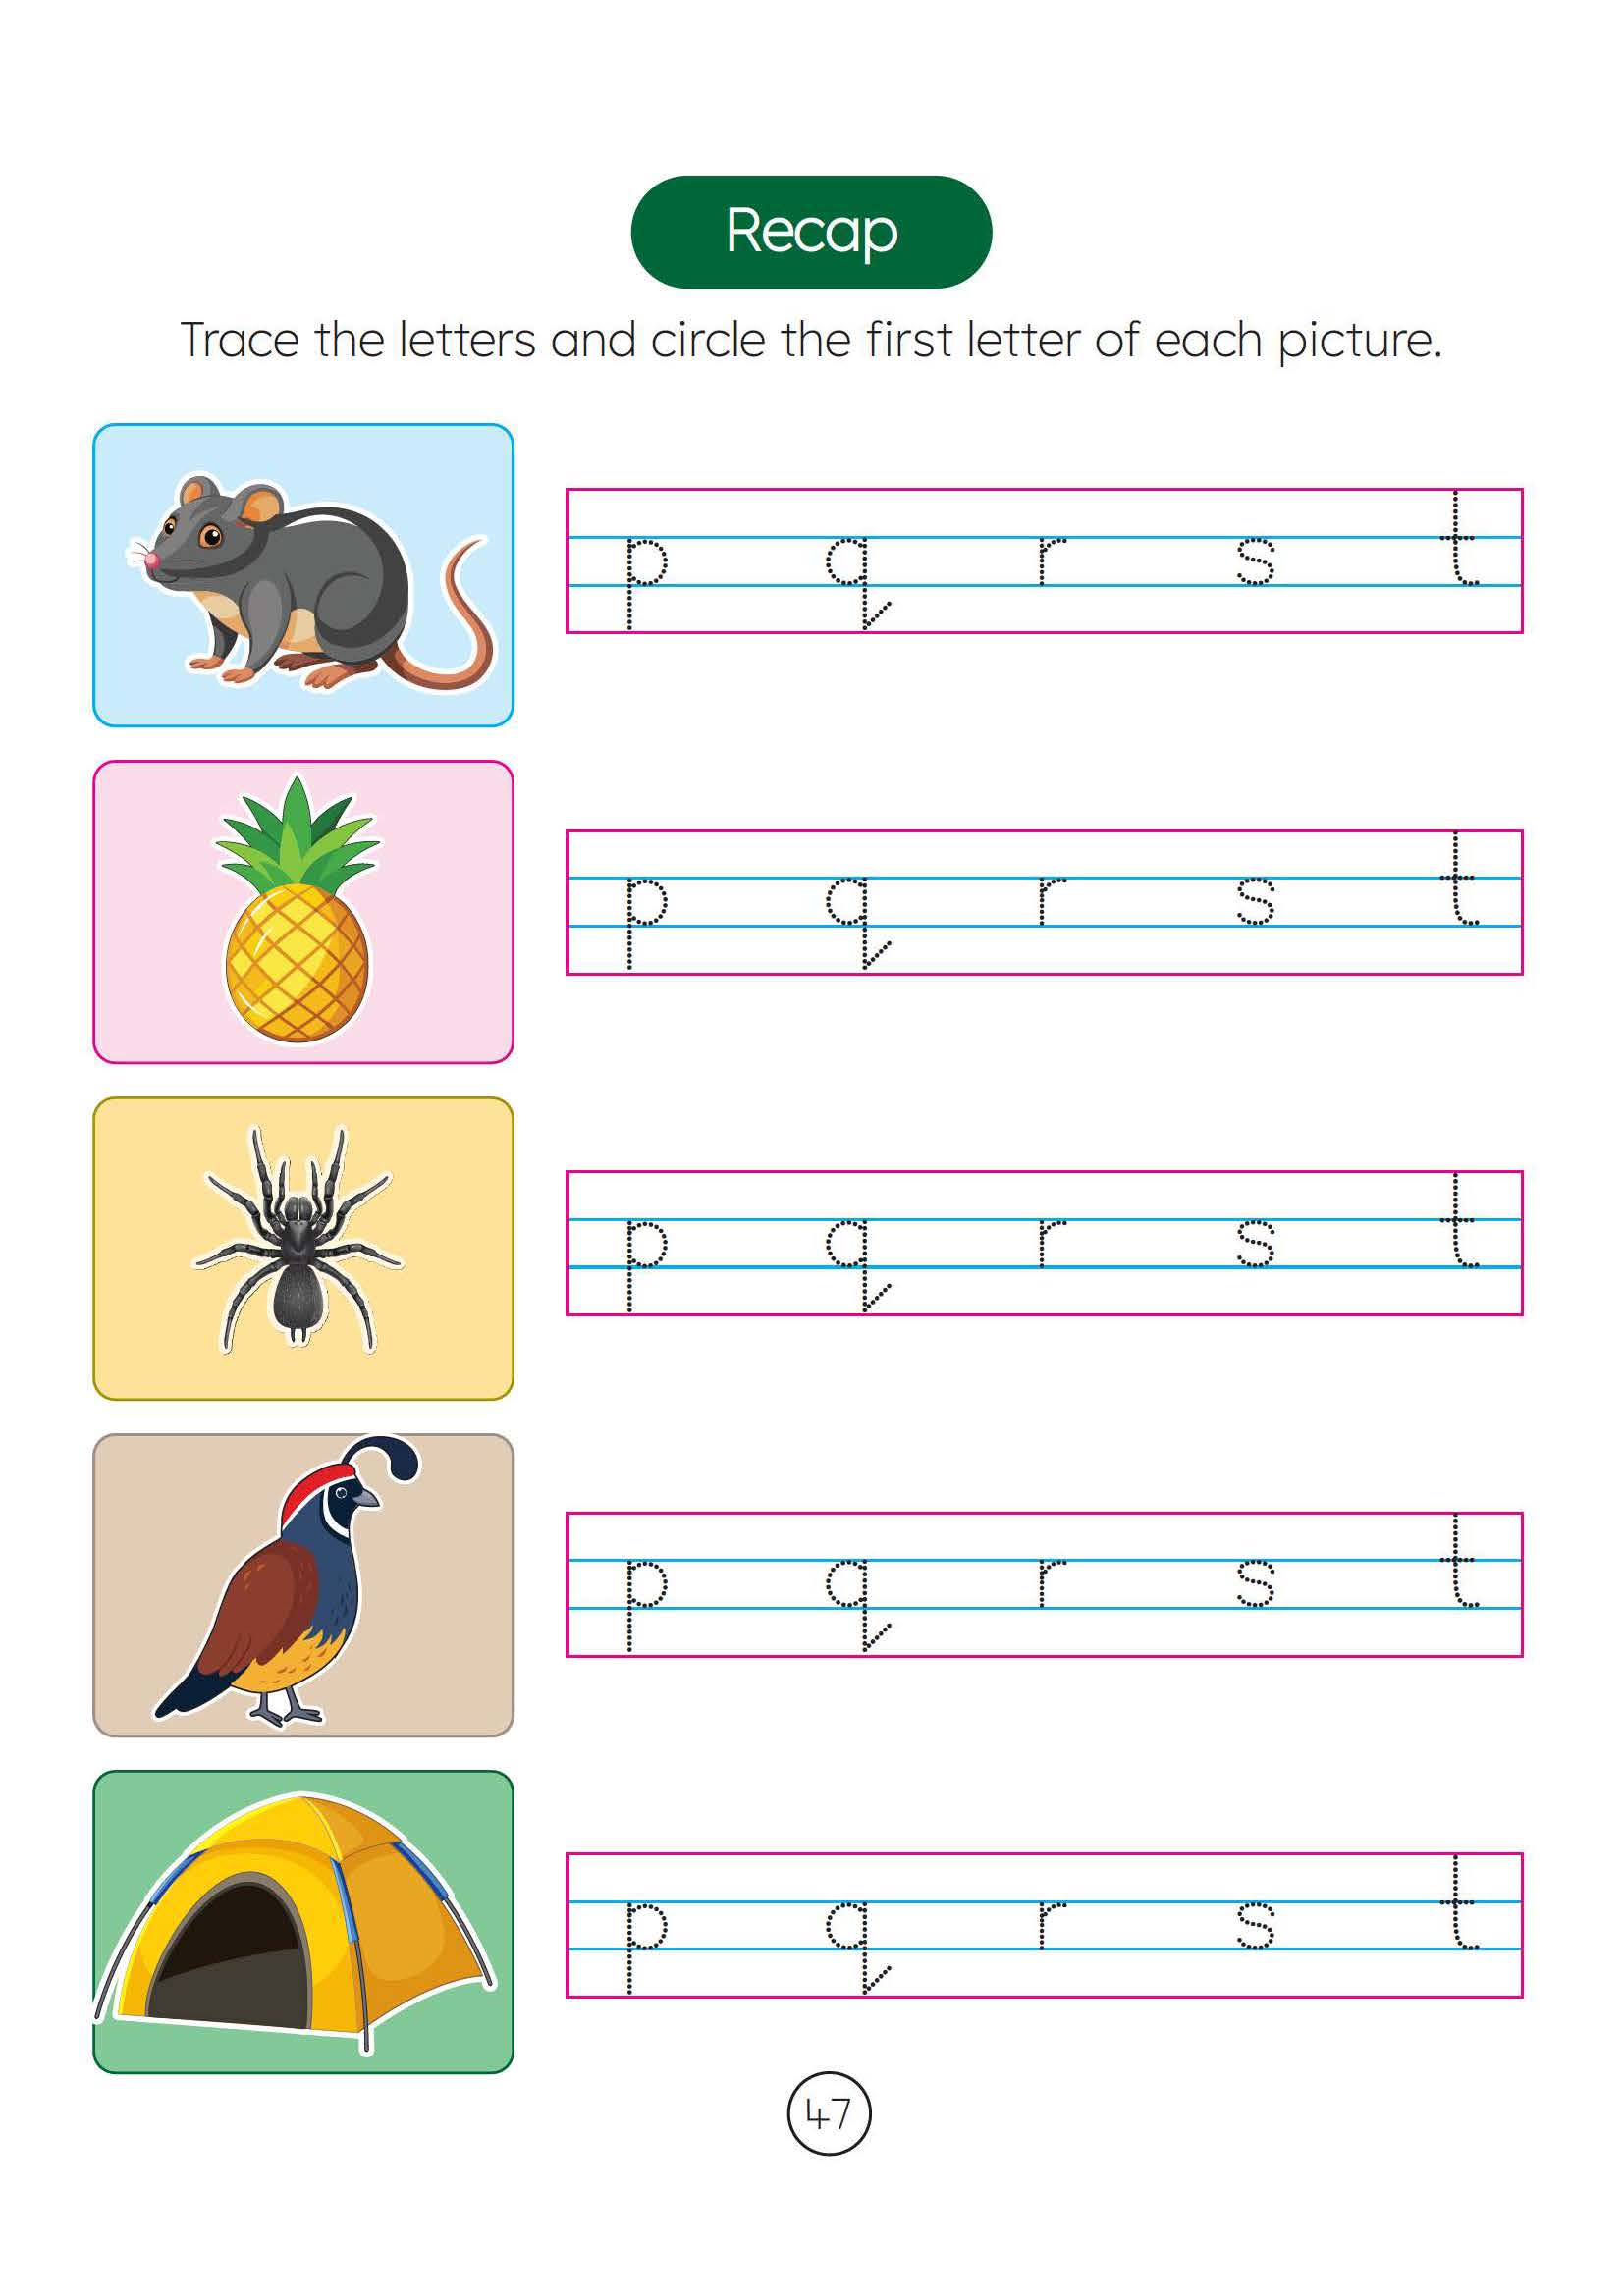 Recap
Trace the letters and circle the first letter of each picture.
p q r s t
p q r s t
p q r s t
p q r s t
p q r s t
47